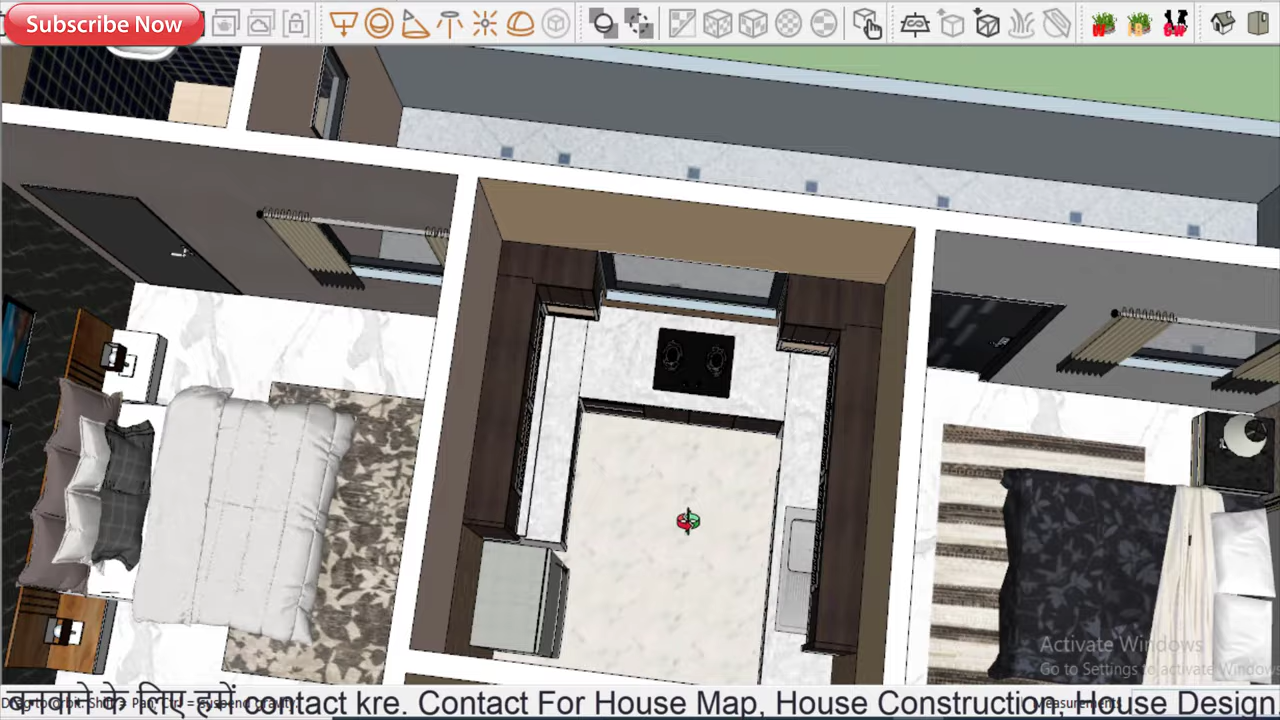 Subscribe Now
Activate Windows
Go to Settings to activate Windows
बनवाने के लिए हमें contact kre. Contact For House Map, House Construction, House Design,
Measurements